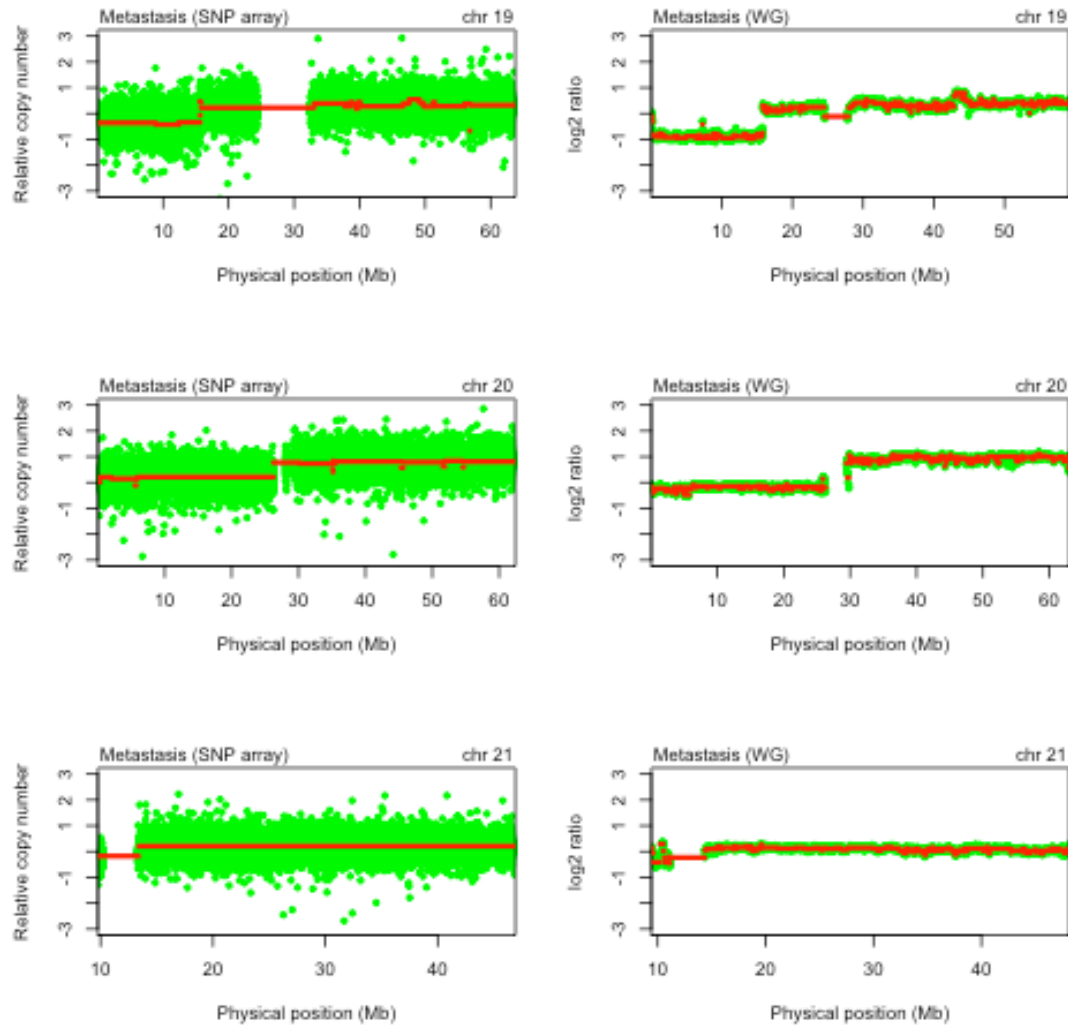 Metastasis (SNP array) chr 19
Relative copy number
3
2
1
-1
-3
10 20 30 40 50 60
Physical position (Mb)
Metastasis (WG) chr 19
log2 ratio
3
2
1
-1
-3
10 20 30 40 50
Physical position (Mb)
Metastasis (SNP array) chr 20
Relative copy number
3
2
1
-1
-3
10 20 30 40 50 60
Physical position (Mb)
Metastasis (WG) chr 20
log2 ratio
3
2
1
-1
-3
10 20 30 40 50 60
Physical position (Mb)
Metastasis (SNP array) chr 21
Relative copy number
3
2
1
-1
-3
10 20 30 40
Physical position (Mb)
Metastasis (WG) chr 21
log2 ratio
3
2
1
-1
-3
10 20 30 40
Physical position (Mb)